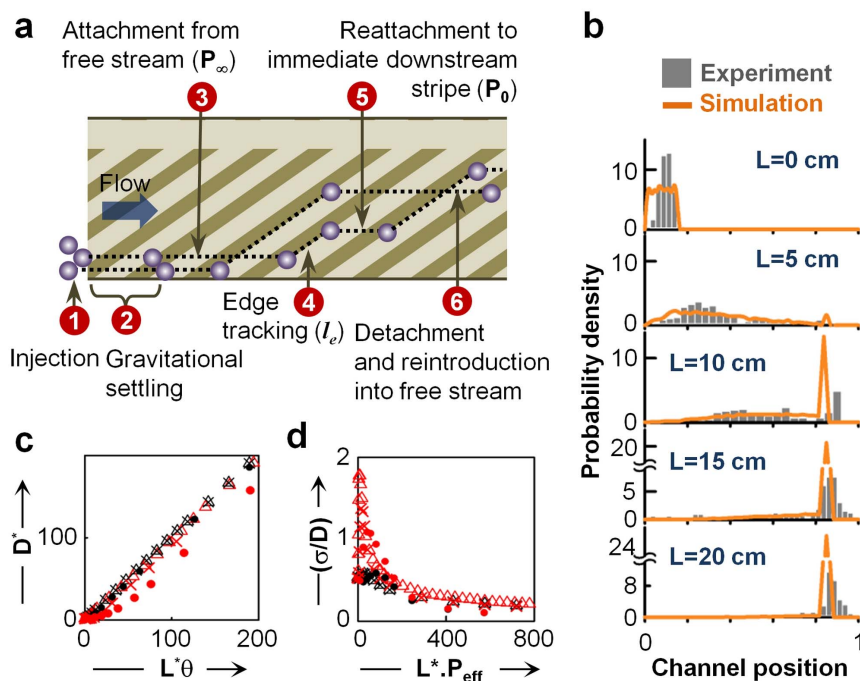 a
Attachment from
free stream (P∞)
3
Reattachment to
immediate downstream
stripe (P0)
5
Flow
1
2
4
6
Injection
Gravitational
settling
Edge
tracking (le)
Detachment
and reintroduction
into free stream
b
Experiment
Simulation
Probability density
10
0
L=0 cm
10
0
L=5 cm
10
0
L=10 cm
20
5
0
L=15 cm
24
8
0
L=20 cm
0
1
Channel position
c
D*
100
0
0
100
200
L*θ
d
(σ/D)
2
1
0
0
400
800
L*.Peff